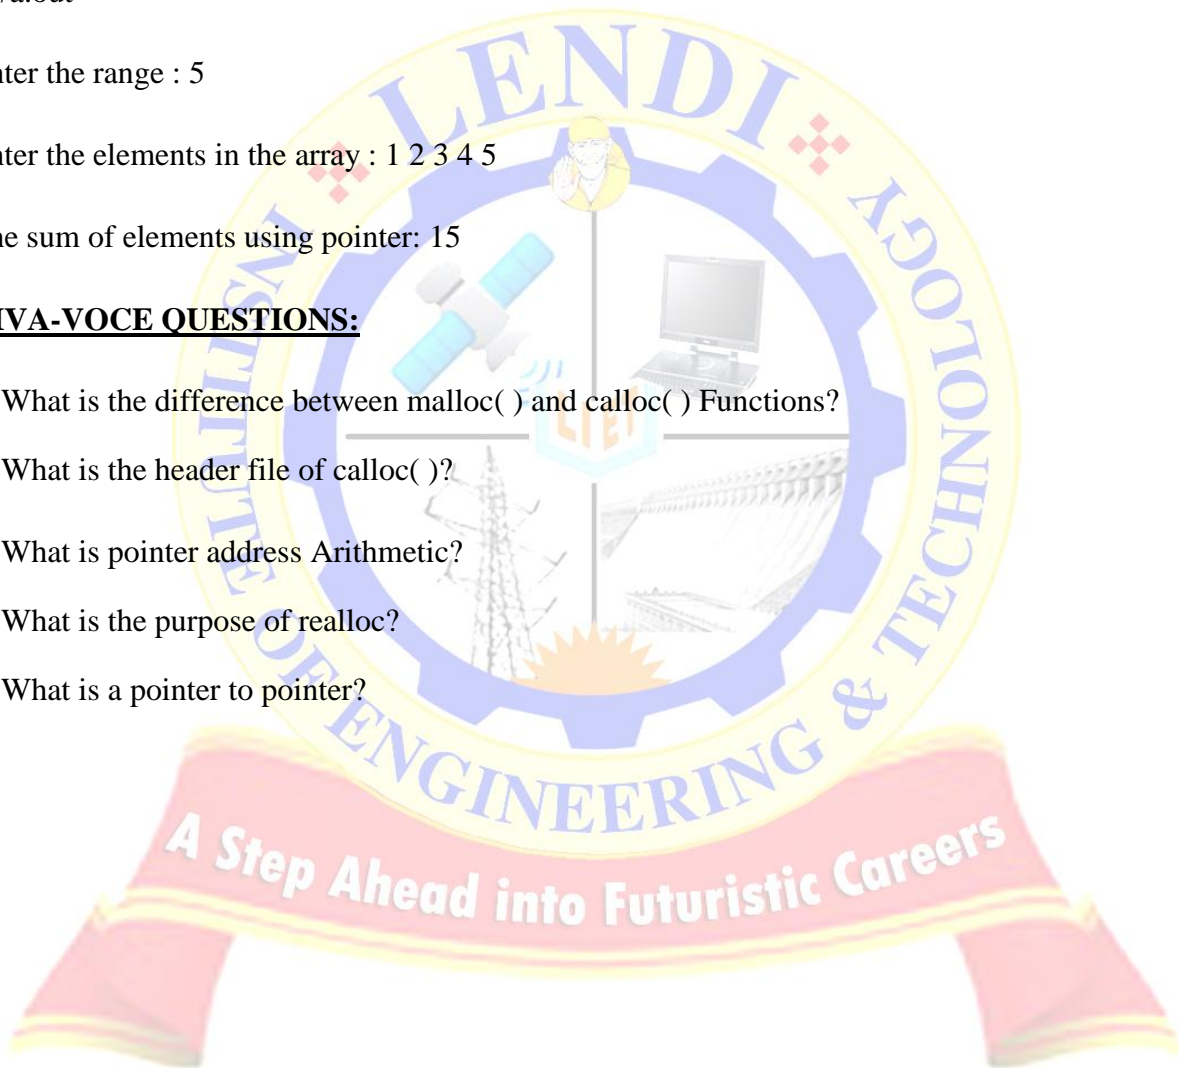 /a.out
nter the range : 5
nter the elements in the array : 1 2 3 4 5
he sum of elements using pointer: 15
IVA-VOCE QUESTIONS:
What is the difference between malloc( ) and calloc( ) Functions?
What is the header file of calloc( )?
What is pointer address Arithmetic?
What is the purpose of realloc?
What is a pointer to pointer?
LENDI
INSTITUTE OF ENGINEERING & TECHNOLOGY
LIET
A Step Ahead into Futuristic Careers